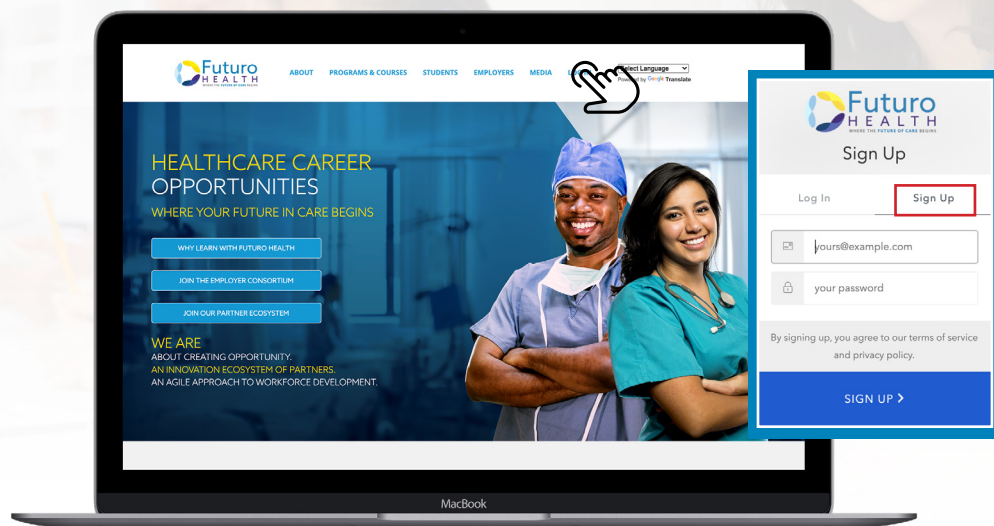 Futuro
HEALTH
WHERE THE FUTURE OF CARE BEGINS
ABOUT PROGRAMS & COURSES STUDENTS EMPLOYERS MEDIA
Select Language
Powered by Google Translate
HEALTHCARE CAREER
OPPORTUNITIES
WHERE YOUR FUTURE IN CARE BEGINS
WHY LEARN WITH FUTURO HEALTH
JOIN THE EMPLOYER CONSORTIUM
JOIN OUR PARTNER ECOSYSTEM
WE ARE
ABOUT CREATING OPPORTUNITY.
AN INNOVATION ECOSYSTEM OF PARTNERS.
AN AGILE APPROACH TO WORKFORCE DEVELOPMENT.
MacBook
Futuro
HEALTH
WHERE THE FUTURE OF CARE BEGINS
Sign Up
Log In Sign Up
yours@example.com
your password
By signing up, you agree to our terms of service
and privacy policy.
SIGN UP >